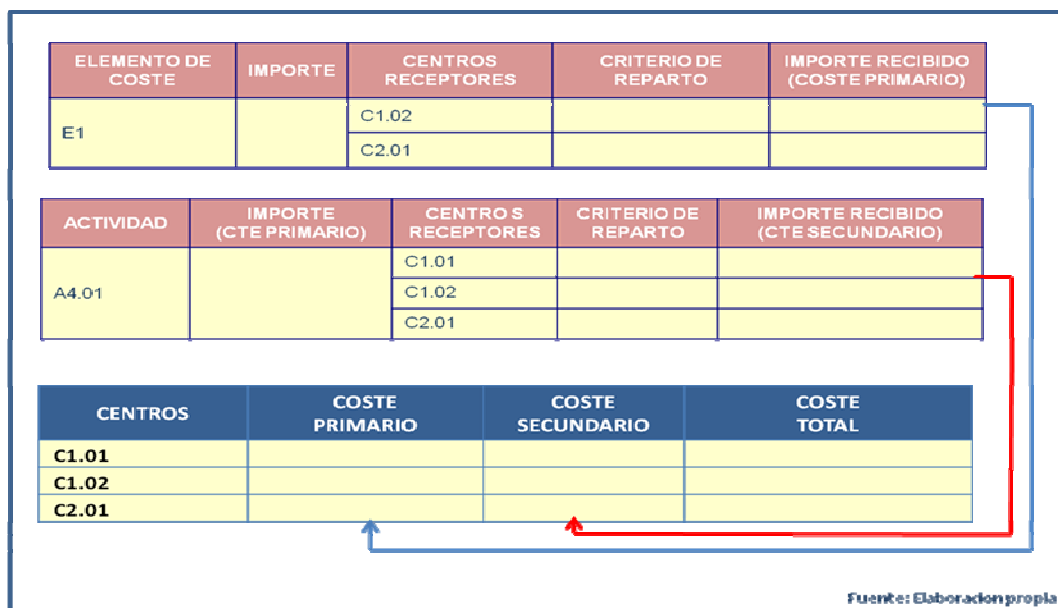 ELEMENTO DE COSTE IMPORTE CENTROS RECEPTORES CRITERIO DE REPARTO IMPORTE RECIBIDO (COSTE PRIMARIO)
E1
C1.02
C2.01
ACTIVIDAD IMPORTE (CTE PRIMARIO) CENTRO S RECEPTORES CRITERIO DE REPARTO IMPORTE RECIBIDO (CTE SECUNDARIO)
A4.01
C1.01
C1.02
C2.01
CENTROS COSTE PRIMARIO COSTE SECUNDARIO COSTE TOTAL
C1.01
C1.02
C2.01
Fuente: Elaboracion propia